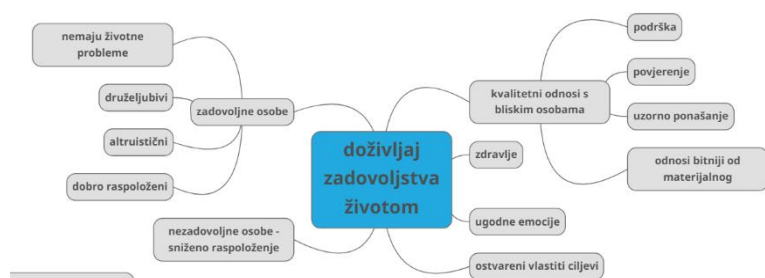 nemaju životne
probleme
druželjubivi
altruistični
dobro raspoloženi
zadovoljne osobe
nezadovoljne osobe -
sniženo raspoloženje
doživljaj
zadovoljstva
životom
kvalitetni odnosi s
bliskim osobama
podrška
povjerenje
uzorno ponašanje
odnosi bitniji od
materijalnog
zdravlje
ugodne emocije
ostvareni vlastiti ciljevi